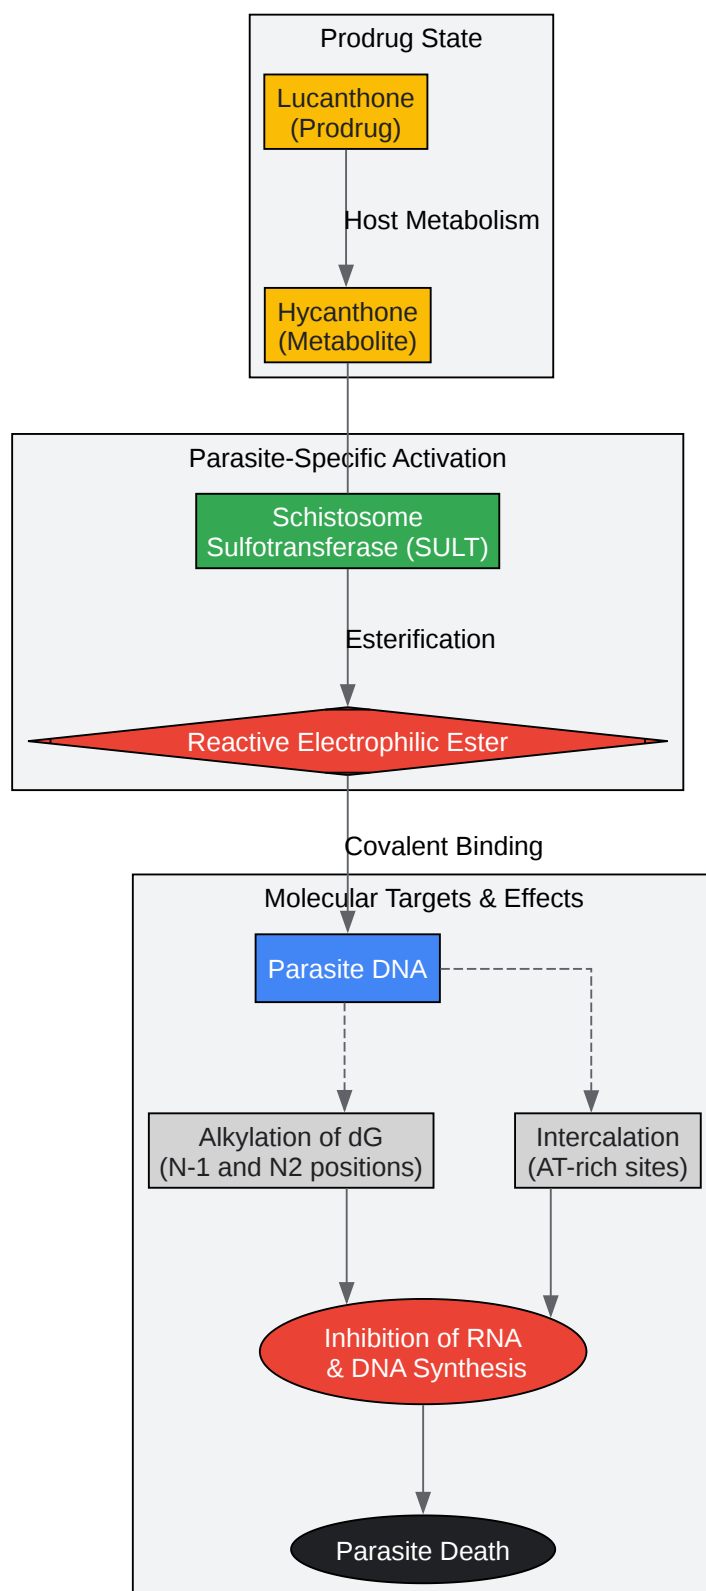 Prodrug State
Lucanthone
(Prodrug)
Host Metabolism
Hycanthone
(Metabolite)
Parasite-Specific Activation
Schistosome
Sulfotransferase (SULT)
Esterification
Reactive Electrophilic Ester
Covalent Binding
Molecular Targets & Effects
Parasite DNA
Alkylation of dG
(N-1 and N2 positions)
Intercalation
(AT-rich sites)
Inhibition of RNA
& DNA Synthesis
Parasite Death